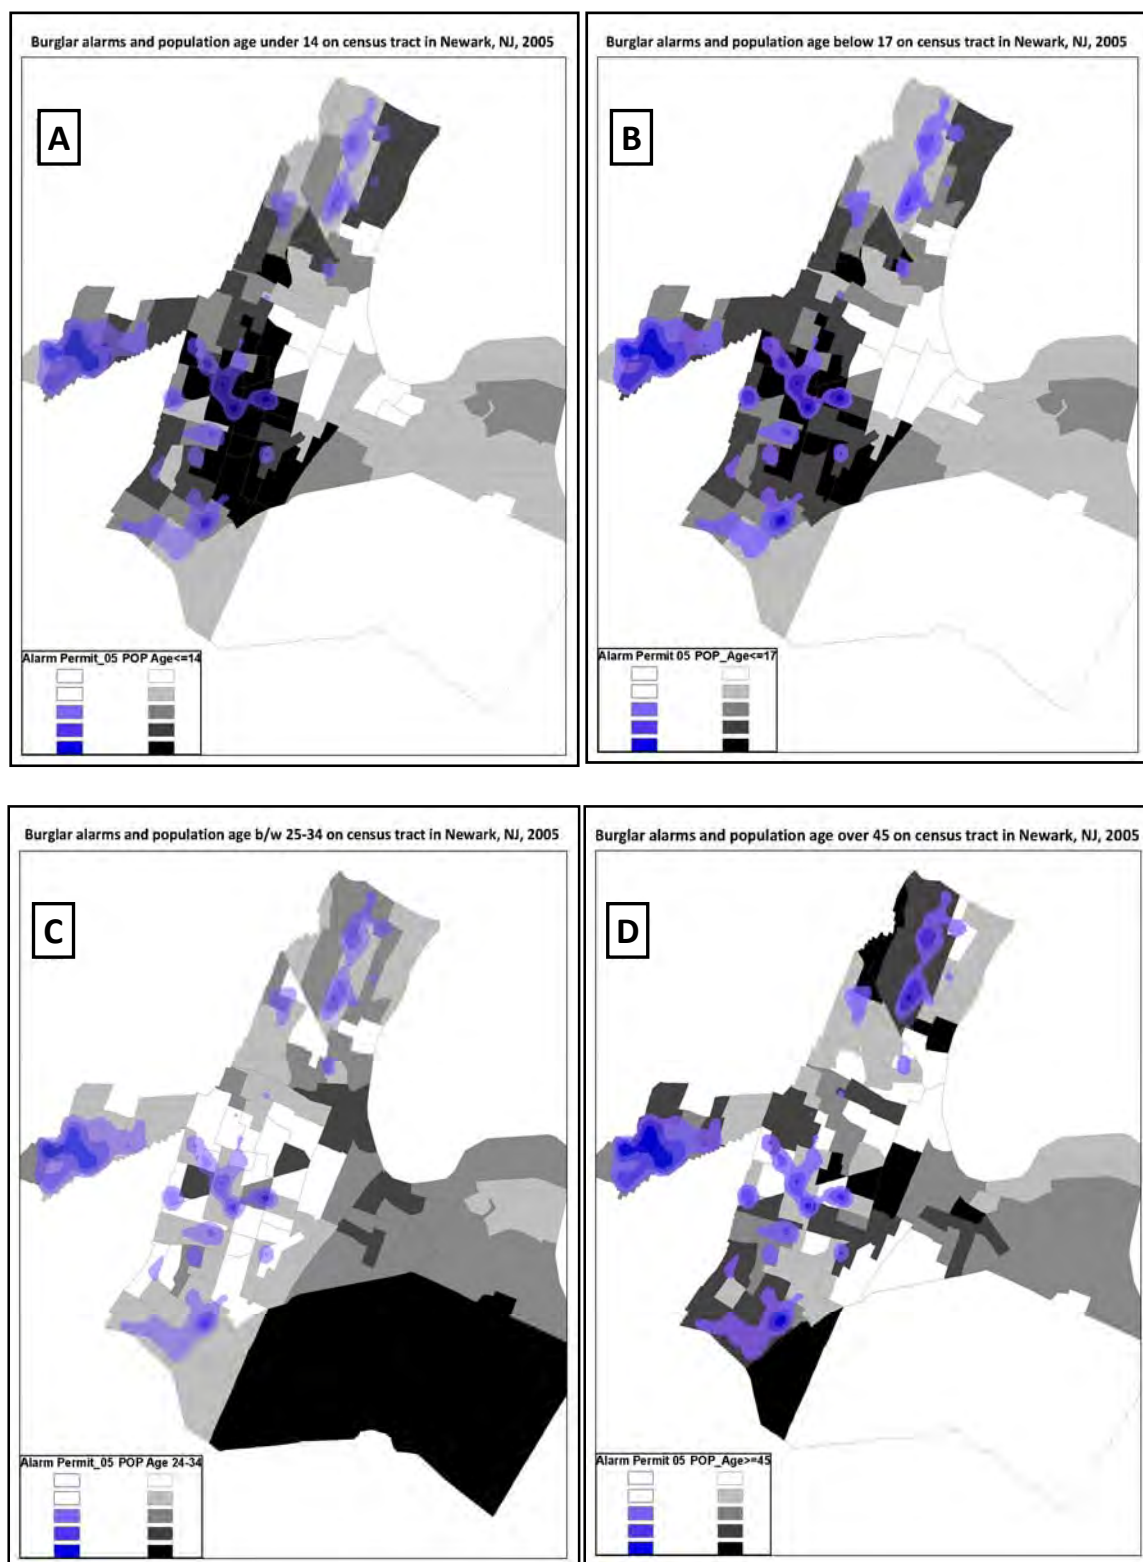 Burglar alarms and population age under 14 on census tract in Newark, NJ, 2005
A
Alarm Permit_05 POP Age<=14
Burglar alarms and population age below 17 on census tract in Newark, NJ, 2005
B
Alarm Permit 05 POP_Age<=17
Burglar alarms and population age b/w 25-34 on census tract in Newark, NJ, 2005
C
Alarm Permit_05 POP Age 24-34
Burglar alarms and population age over 45 on census tract in Newark, NJ, 2005
D
Alarm Permit 05 POP_Age>=45